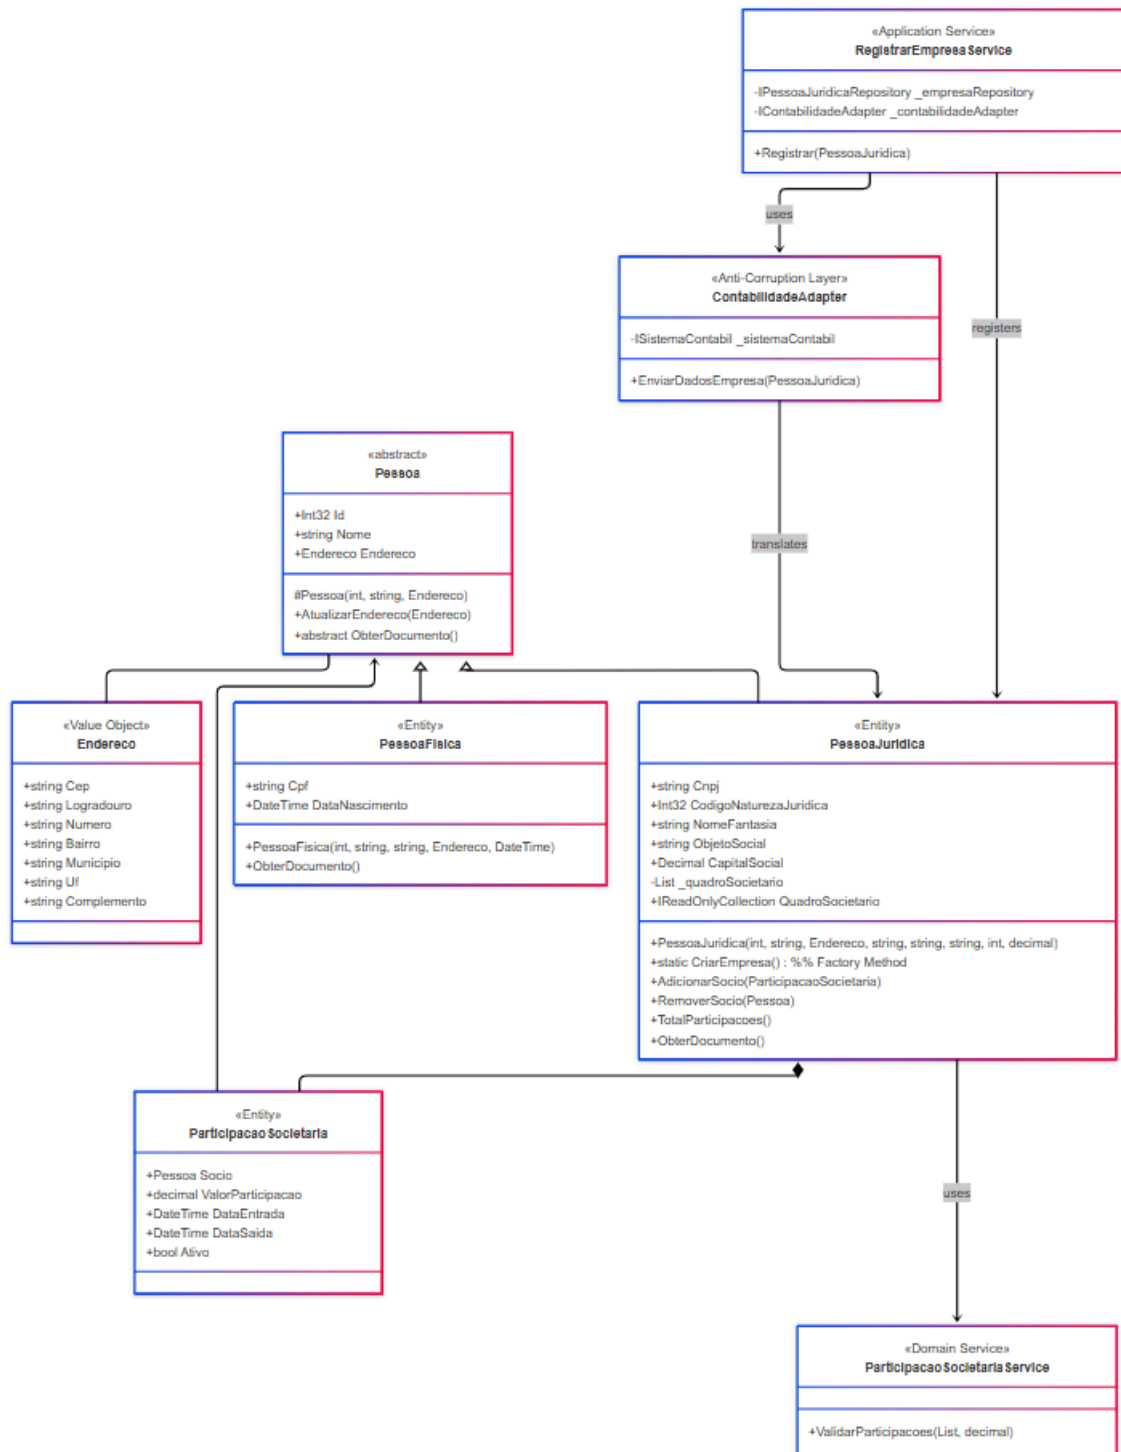 «Application Service»
RegistrarEmpresaService
-IPessoaJuridicaRepository _empresaRepository
-IContabilidadeAdapter _contabilidadeAdapter
+Registrar(PessoaJuridica)
uses
«Anti-Corruption Layer»
ContabilidadeAdapter
-ISistemaContabil _sistemaContabil
+EnviarDadosEmpresa(PessoaJuridica)
registers
«abstract»
Pessoa
+Int32 Id
+string Nome
+Endereco Endereco
#Pessoa(int, string, Endereco)
+AtualizarEndereco(Endereco)
+abstract ObterDocumento()
translates
«Value Object»
Endereco
+string Cep
+string Logradouro
+string Numero
+string Bairro
+string Municipio
+string Uf
+string Complemento
«Entity»
PessoaFisica
+string Cpf
+DateTime DataNascimento
+PessoaFisica(int, string, string, Endereco, DateTime)
+ObterDocumento()
«Entity»
PessoaJuridica
+string Cnpj
+Int32 CodigoNaturezaJuridica
+string NomeFantasia
+string ObjetoSocial
+Decimal CapitalSocial
-List _quadroSocietario
+IReadOnlyCollection QuadroSocietario
+PessoaJuridica(int, string, Endereco, string, string, string, int, decimal)
+static CriarEmpresa() : %% Factory Method
+AdicionarSocio(ParticipacaoSocietaria)
+RemoverSocio(Pessoa)
+TotalParticipacoes()
+ObterDocumento()
«Entity»
ParticipacaoSocietaria
+Pessoa Socio
+decimal ValorParticipacao
+DateTime DataEntrada
+DateTime DataSaida
+bool Ativo
uses
«Domain Service»
ParticipacaoSocietariaService
+ValidarParticipacoes(List, decimal)